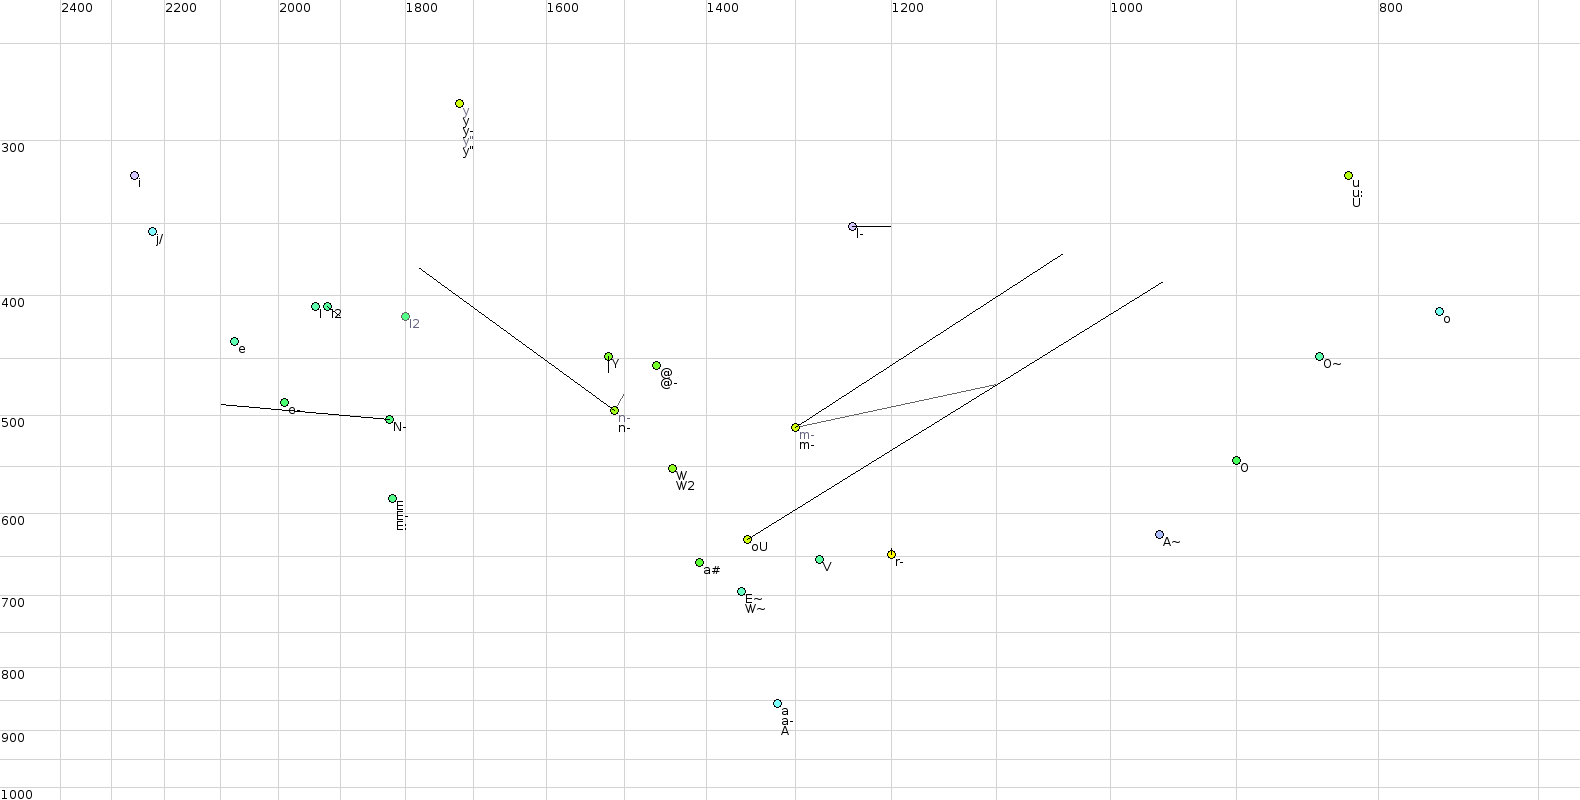 2400 2200 2000 1800 1600 1400 1200 1000 800
y
y
y-
y"
y"
300
i
u
u:
U
j/
I-
400
I
I2
I2
o
e
Y
@
@-
O~
e-
n-
n-
500
N-
m-
m-
W
W2
O
E
E-
E:
600
oU
A~
a#
V
r-
E~
W~
700
800
a
a-
A
900
1000